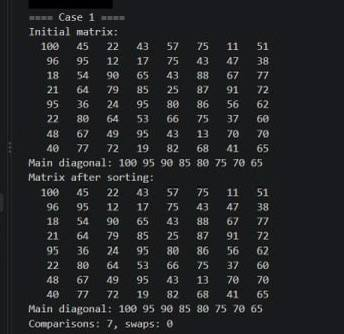 ==== Case 1 ====
Initial matrix:
100 45 22 43 57 75 11 51
96 95 12 17 75 43 47 38
18 54 90 65 43 88 67 77
21 64 79 85 25 87 91 72
95 36 24 95 80 86 56 62
22 80 64 53 66 75 37 60
48 67 49 95 43 13 70 70
40 77 72 19 82 68 41 65
Main diagonal: 100 95 90 85 80 75 70 65
Matrix after sorting:
100 45 22 43 57 75 11 51
96 95 12 17 75 43 47 38
18 54 90 65 43 88 67 77
21 64 79 85 25 87 91 72
95 36 24 95 80 86 56 62
22 80 64 53 66 75 37 60
48 67 49 95 43 13 70 70
40 77 72 19 82 68 41 65
Main diagonal: 100 95 90 85 80 75 70 65
Comparisons: 7, swaps: 0